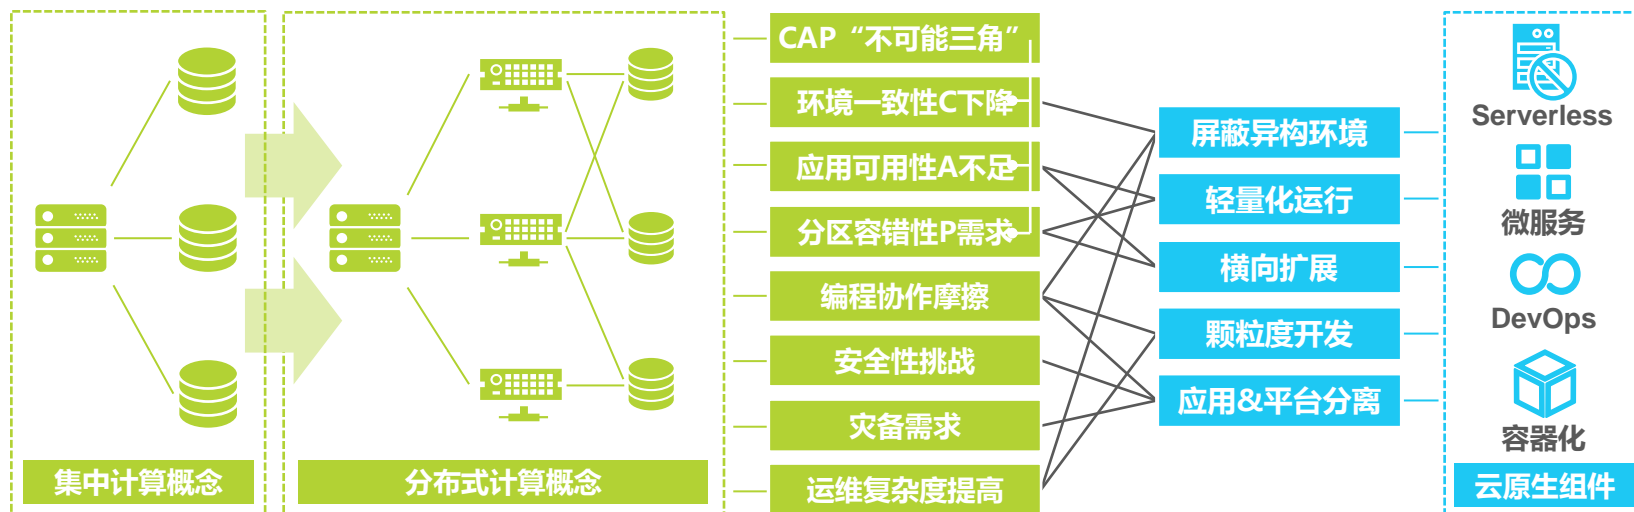 集中计算概念
分布式计算概念
CAP“不可能三角”
环境一致性C下降
应用可用性A不足
分区容错性P需求
编程协作摩擦
安全性挑战
灾备需求
运维复杂度提高
屏蔽异构环境
轻量化运行
横向扩展
颗粒度开发
应用&平台分离
Serverless
微服务
DevOps
容器化
云原生组件